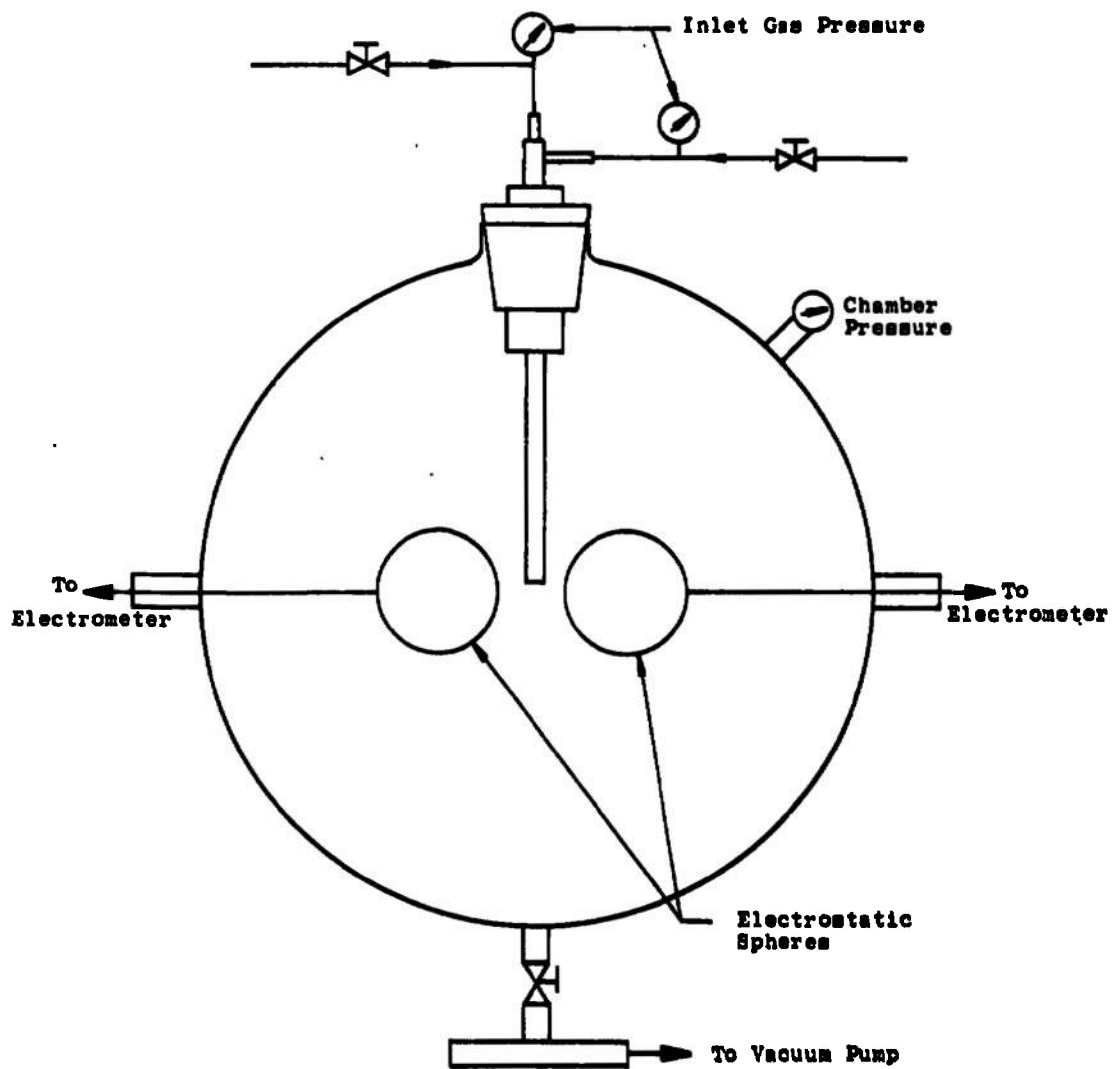 Inlet Gas Pressure
Chamber
Pressure
To
Electrometer
To
Electrometer
Electrostatic
Spheres
To Vacuum Pump